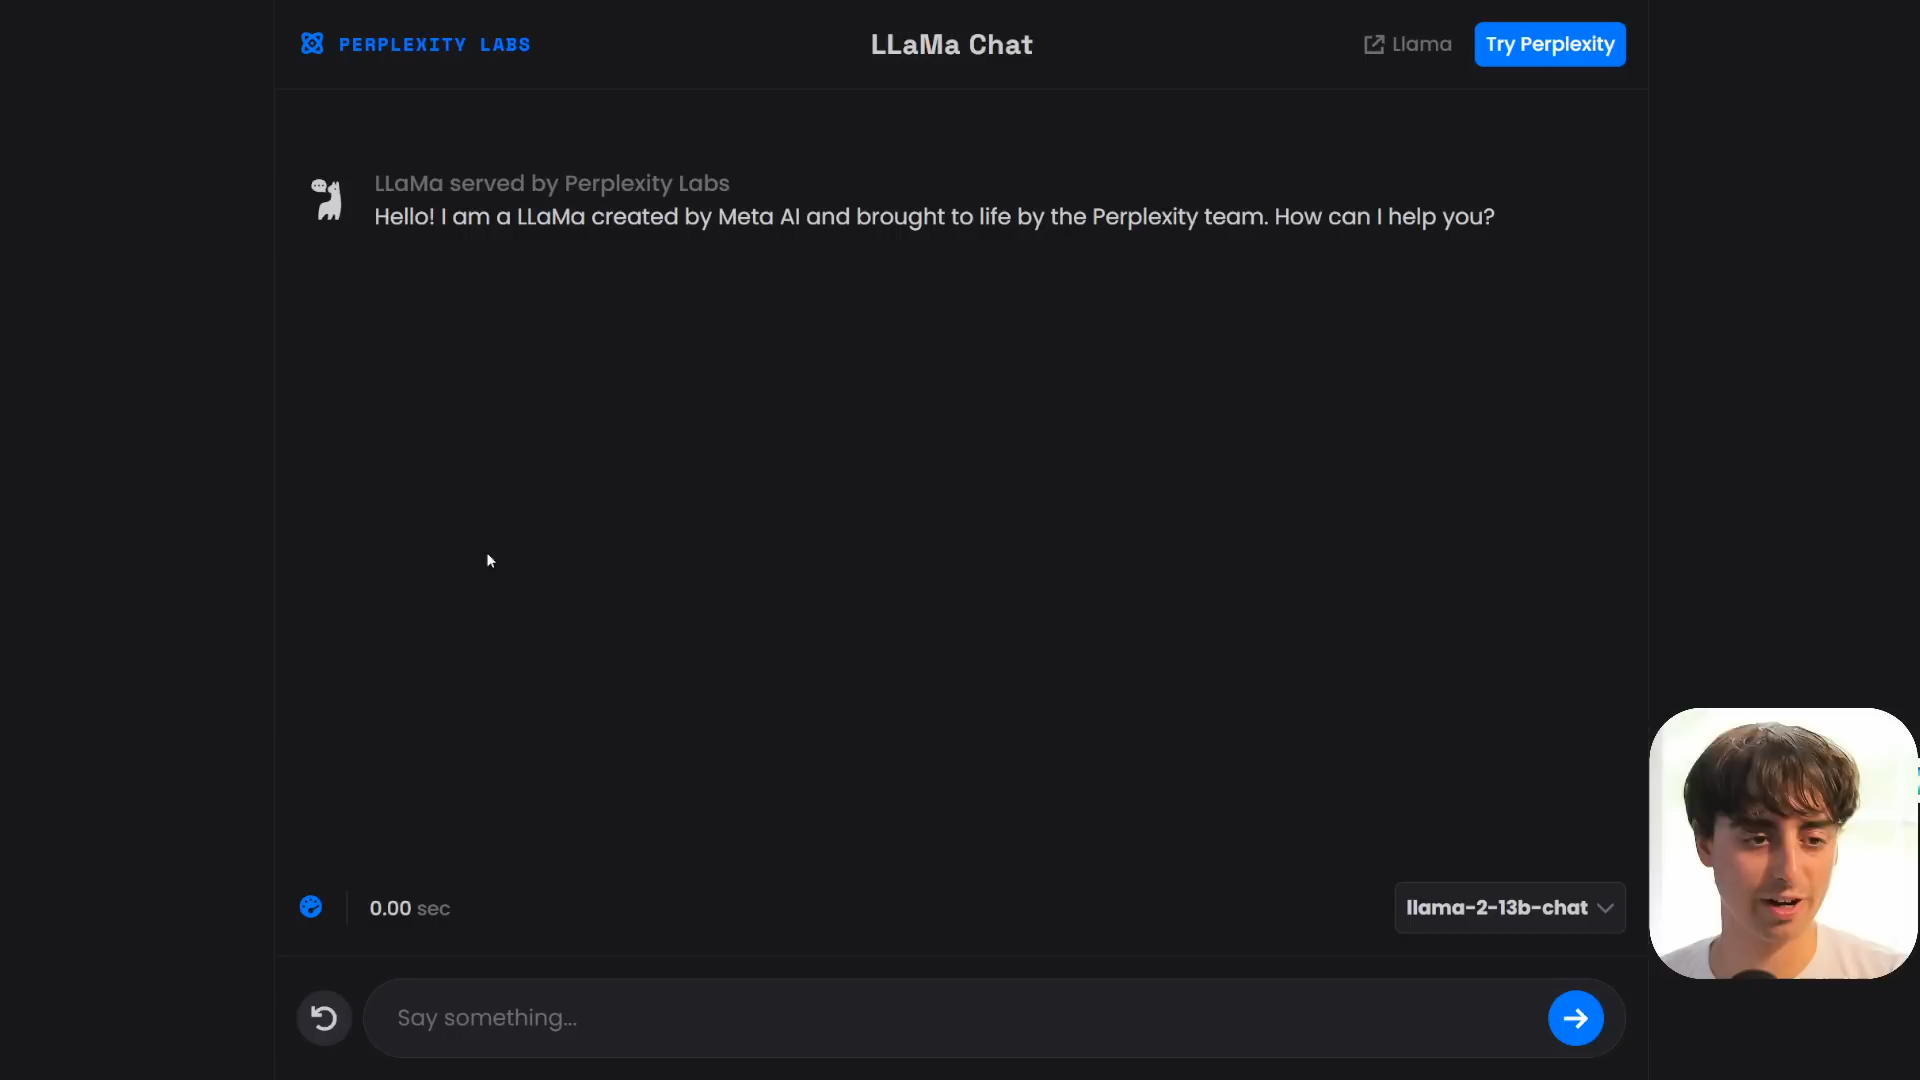 PERPLEXITY LABS
LLaMa Chat
Llama
Try Perplexity
LLaMa served by Perplexity Labs
Hello! I am a LLaMa created by Meta AI and brought to life by the Perplexity team. How can I help you?
0.00 sec
llama-2-13b-chat
Say something...